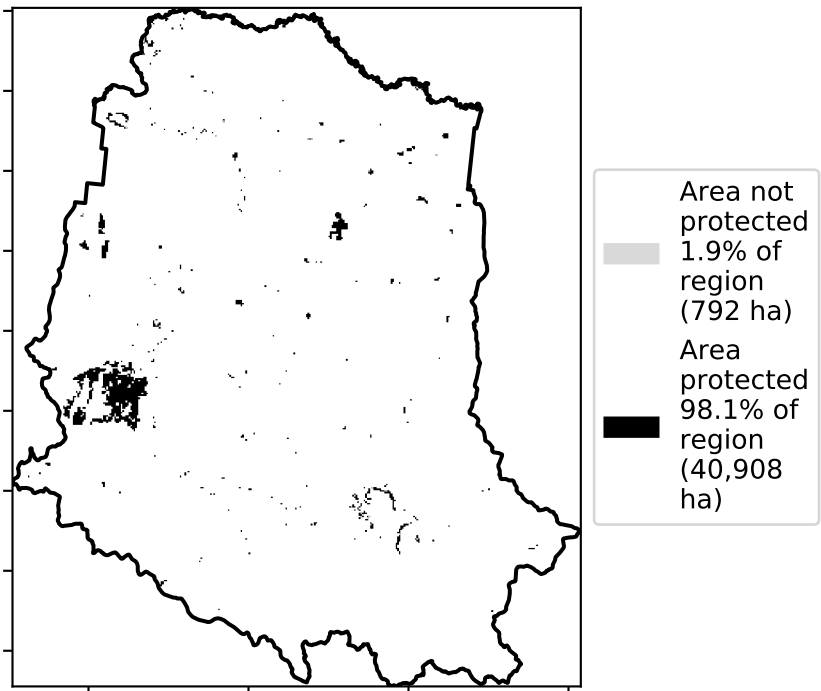 Area not
protected
1.9% of
region
(792 ha)
Area
protected
98.1% of
region
(40,908
ha)